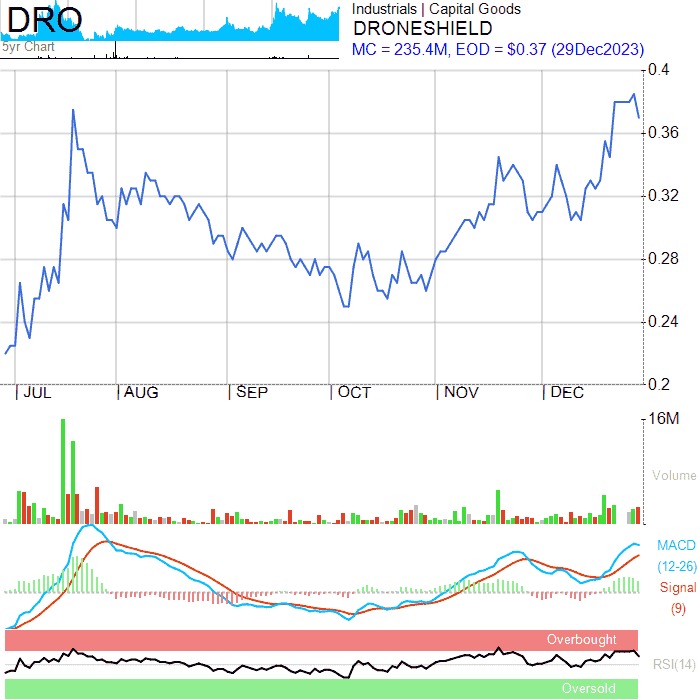 DRO
5yr Chart
Industrials | Capital Goods
DRONESHIELD
MC = 235.4M, EOD = $0.37 (29Dec2023)
0.4
0.36
0.32
0.28
0.24
0.2
JUL AUG SEP OCT NOV DEC
16M
Volume
MACD
(12-26)
Signal
(9)
Overbought
RSI(14)
Oversold